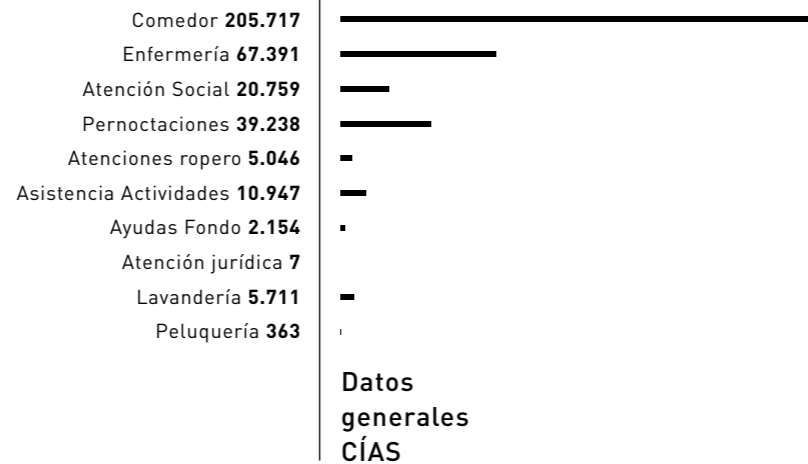 Comedor 205.717
Enfermería 67.391
Atención Social 20.759
Pernoctaciones 39.238
Atenciones ropero 5.046
Asistencia Actividades 10.947
Ayudas Fondo 2.154
Atención jurídica 7
Lavandería 5.711
Peluquería 363
Datos
generales
CÍAS